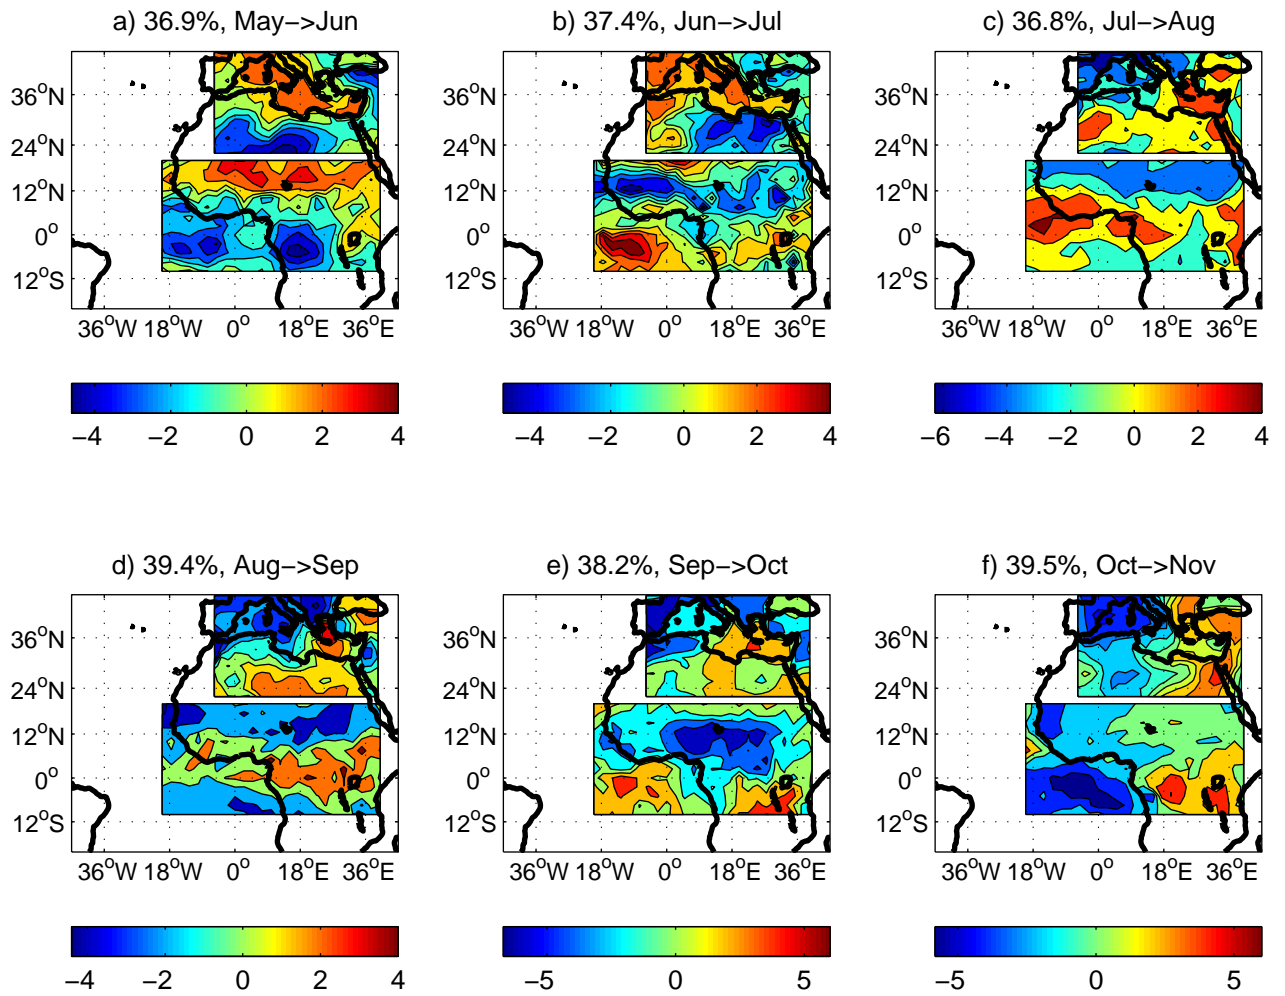 a) 36.9%, May−>Jun
b) 37.4%, Jun−>Jul
c) 36.8%, Jul−>Aug
36°N
24°N
12°N
0°
12°S
36°N
24°N
12°N
0°
12°S
36°N
24°N
12°N
0°
12°S
36°W 18°W 0° 18°E 36°E
36°W 18°W 0° 18°E 36°E
36°W 18°W 0° 18°E 36°E
−4 −2 0 2 4
−4 −2 0 2 4
−6 −4 −2 0 2 4
d) 39.4%, Aug−>Sep
e) 38.2%, Sep−>Oct
f) 39.5%, Oct−>Nov
36°N
24°N
12°N
0°
12°S
36°N
24°N
12°N
0°
12°S
36°N
24°N
12°N
0°
12°S
36°W 18°W 0° 18°E 36°E
36°W 18°W 0° 18°E 36°E
36°W 18°W 0° 18°E 36°E
−4 −2 0 2 4
−5 0 5
−5 0 5